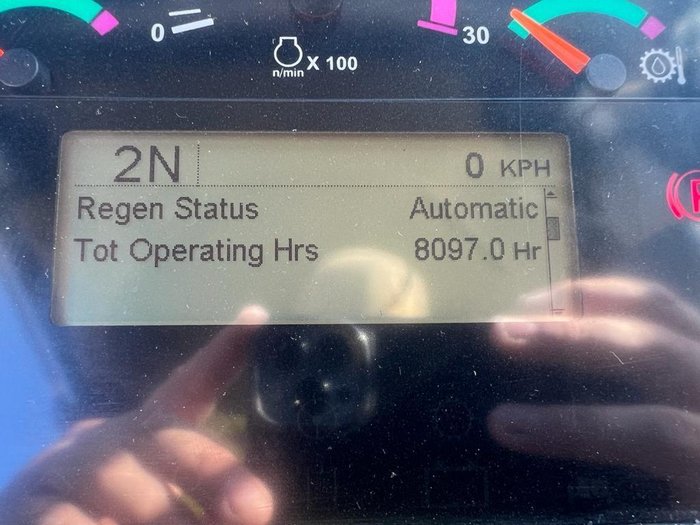 0 30
n/min X 100
2N 0 KPH
Regen Status Automatic
Tot Operating Hrs 8097.0 Hr